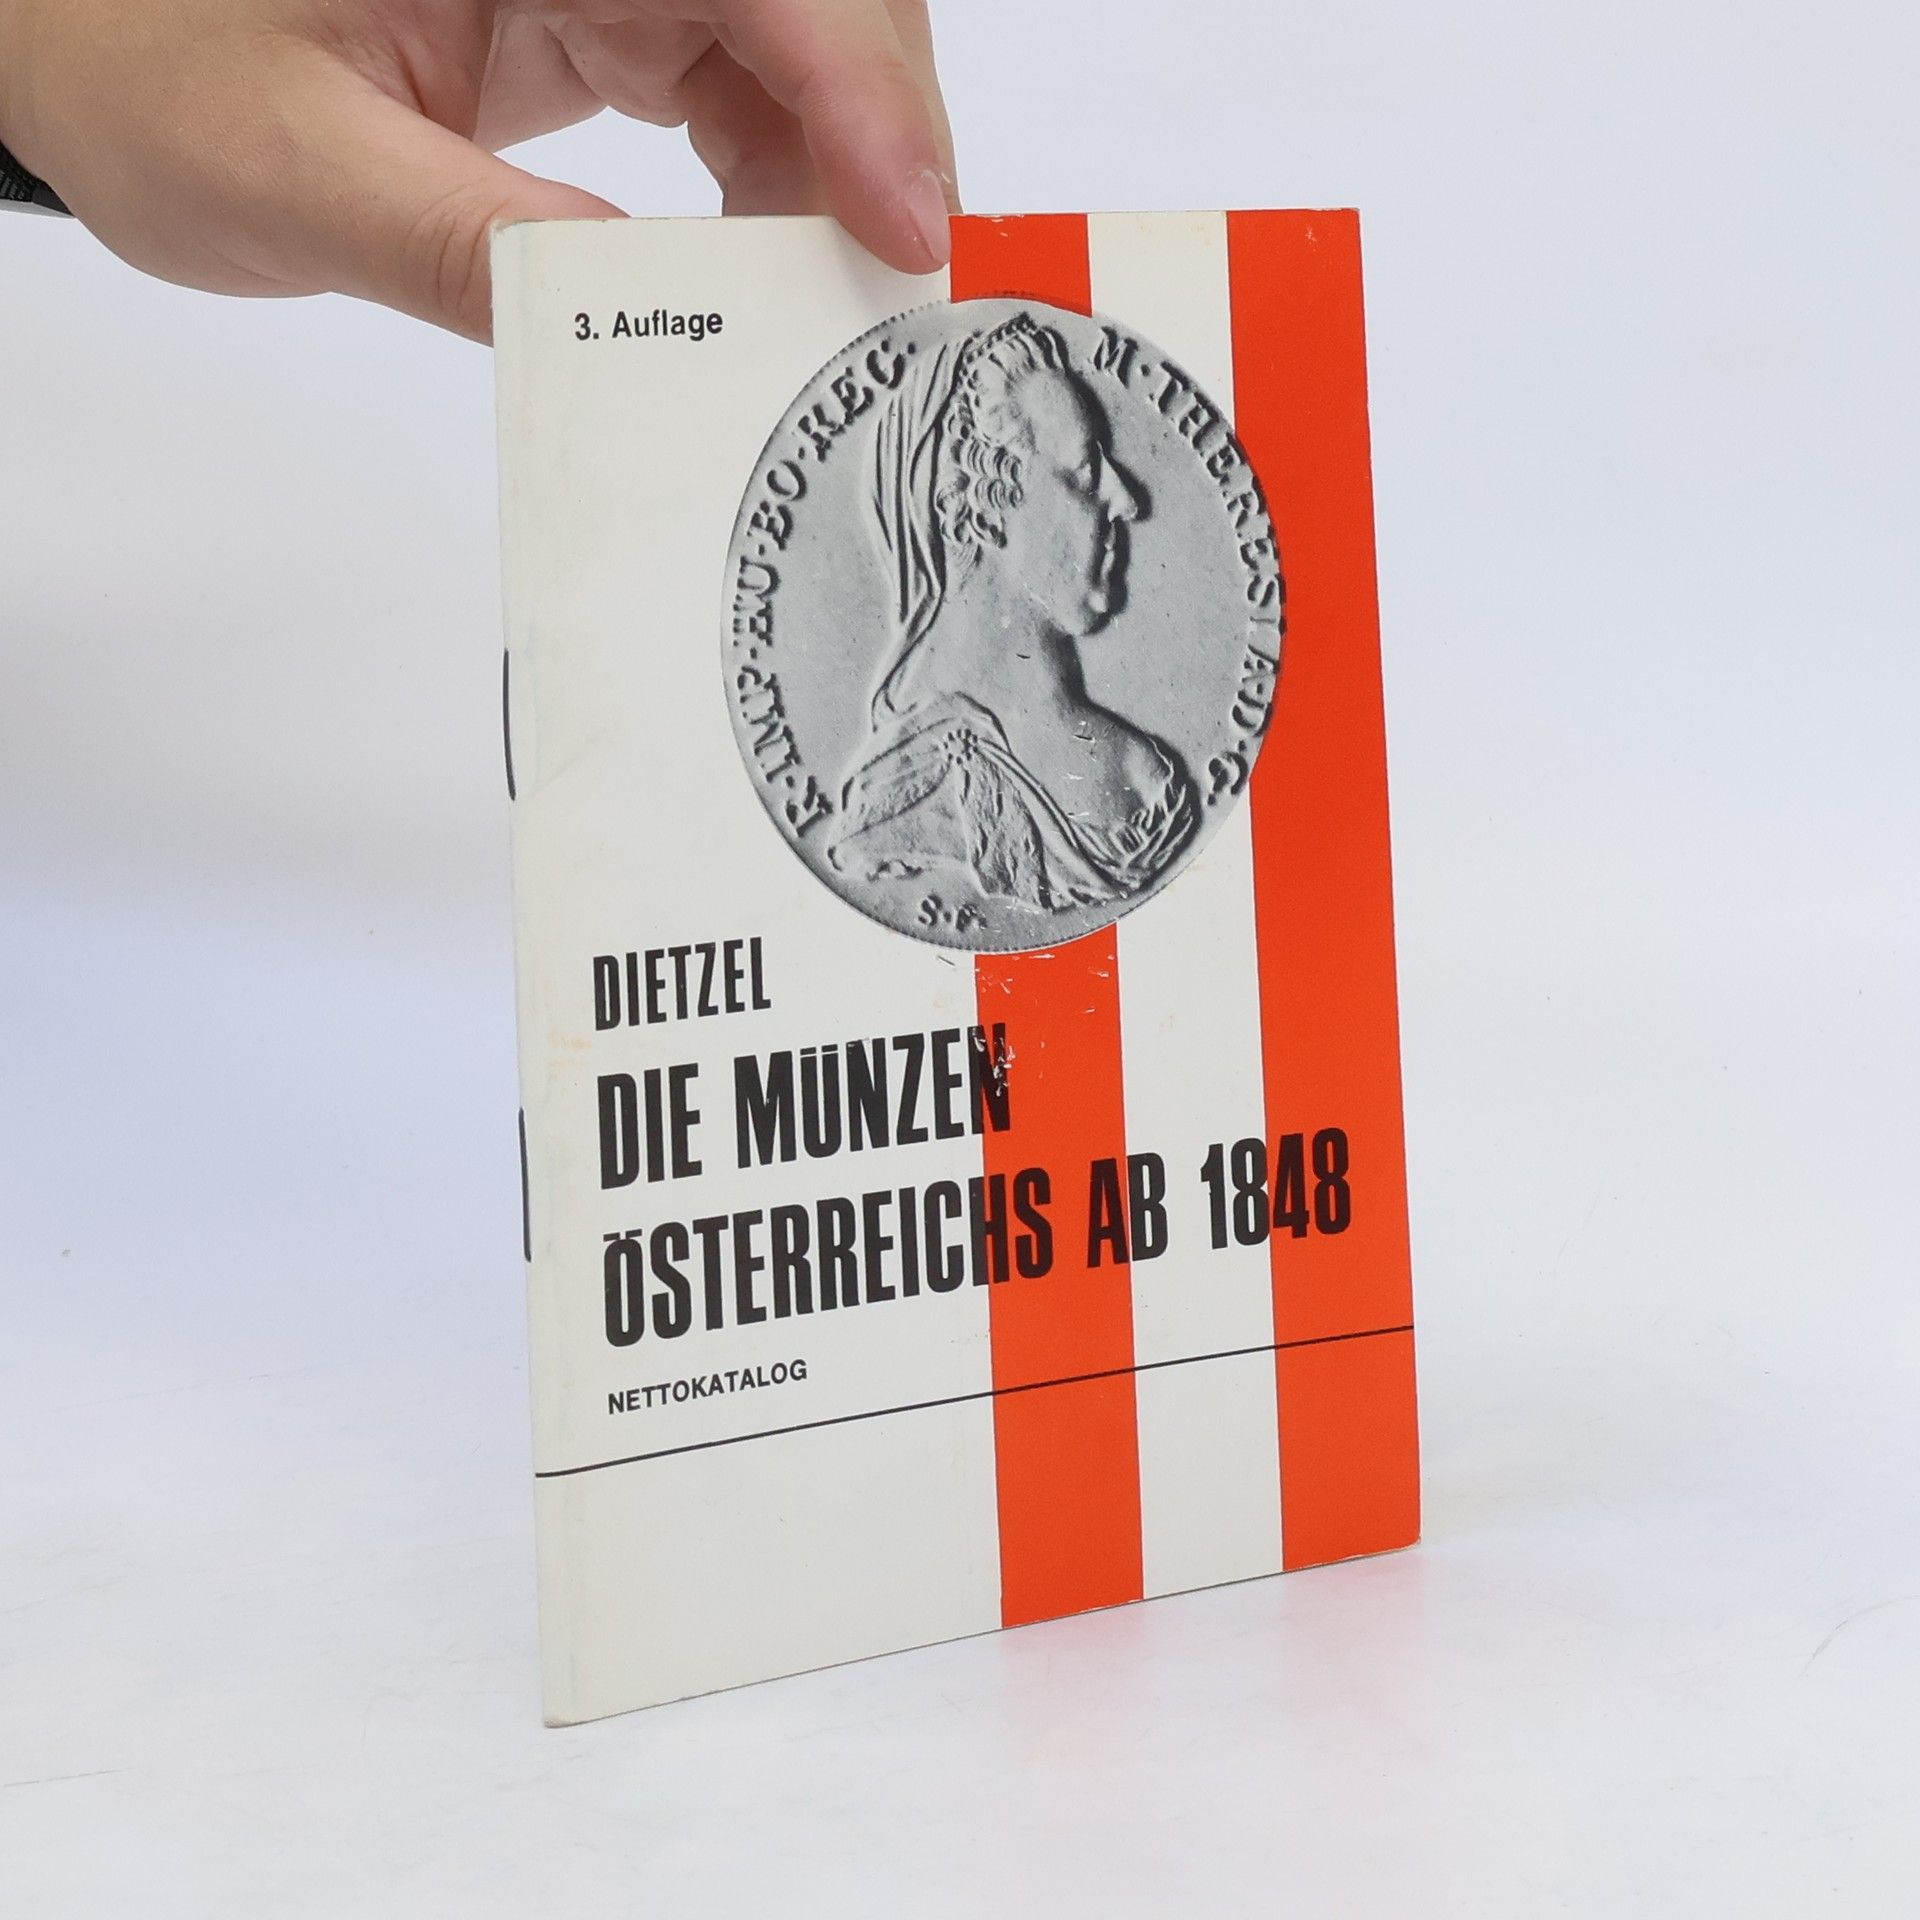 3. Auflage
R·IMP·HU·BO·REG.
M·THERESIA·D·G·
S·F·
DIETZEL
DIE MÜNZEN
ÖSTERREICHS AB 1848
NETTOKATALOG